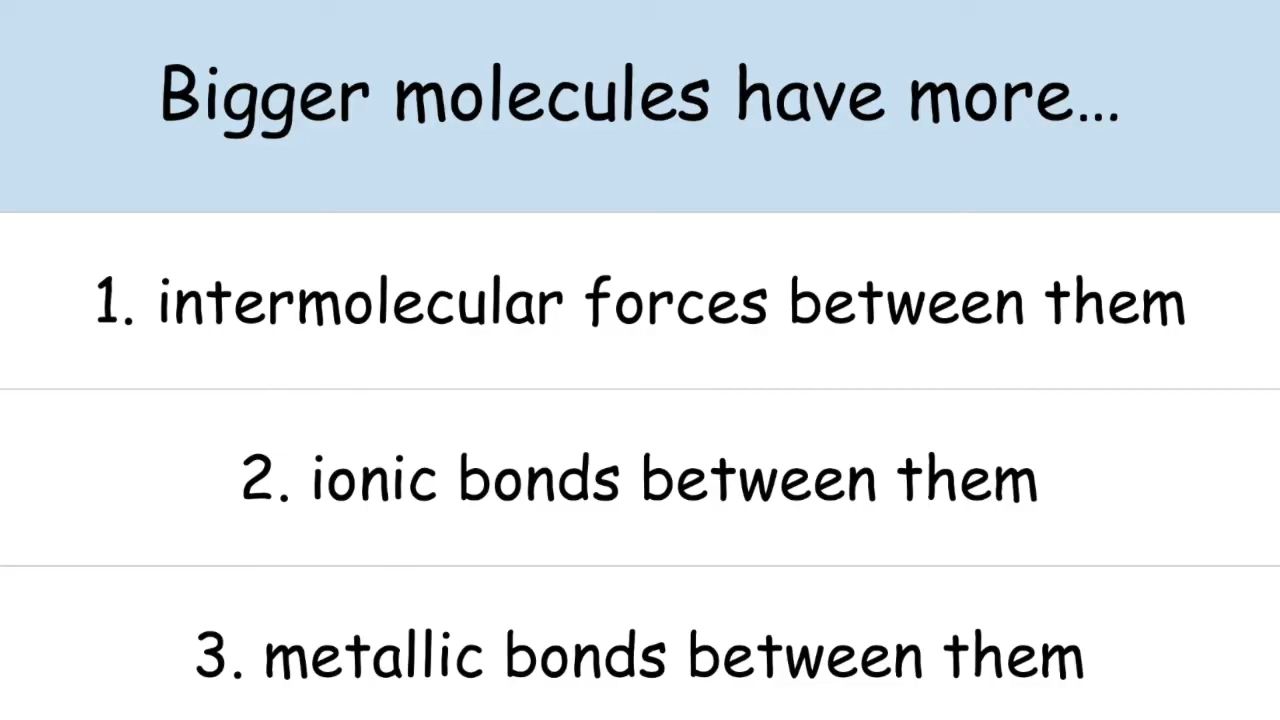 Bigger molecules have more...
1. intermolecular forces between them
2. ionic bonds between them
3. metallic bonds between them